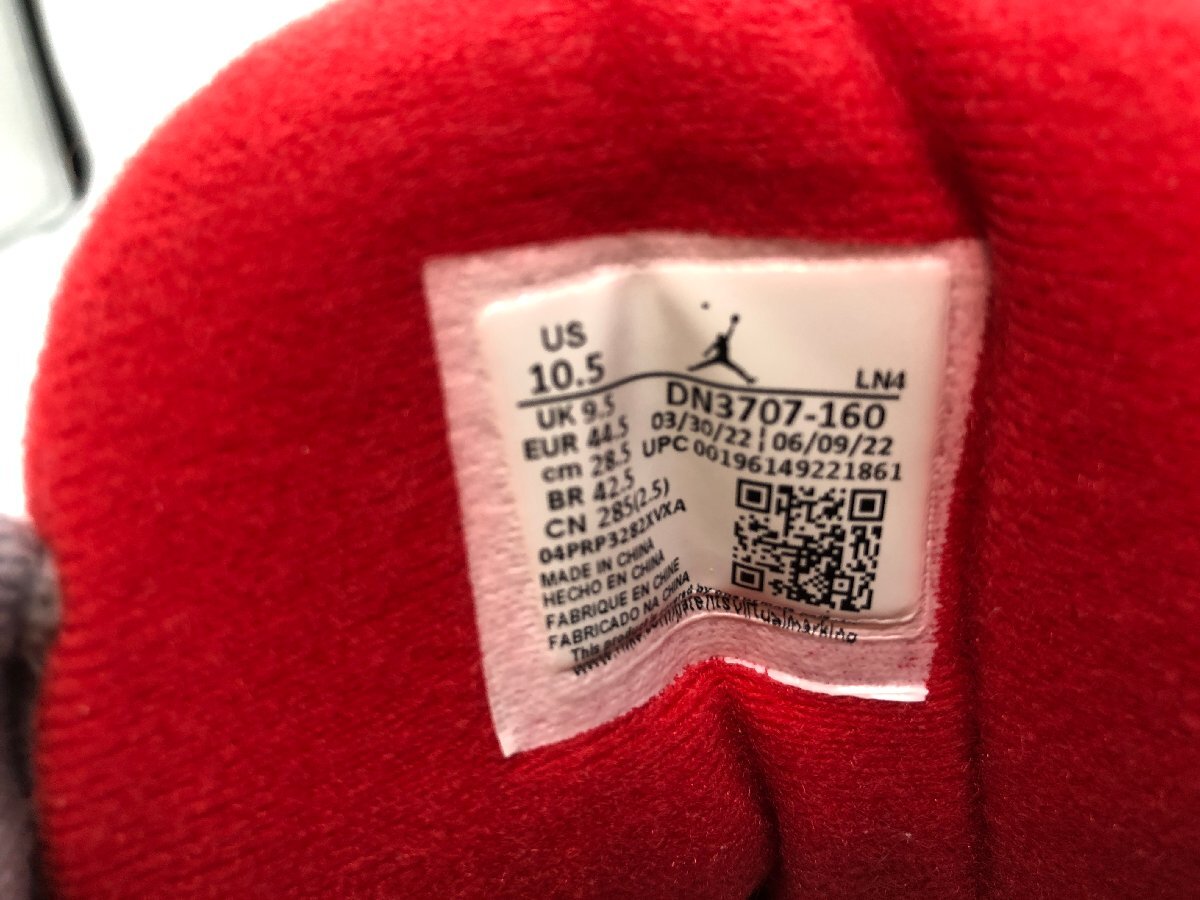 US
10.5
LN4
UK 9.5
EUR 44.5
cm 28.5
BR 42.5
CN 285(2.5)
04PRP3282XVXA
MADE IN CHINA
HECHO EN CHINA
FABRIQUE EN CHINE
FABRICADO NA CHINA
DN3707-160
03/30/22 ¦ 06/09/22
UPC 00196149221861
This by